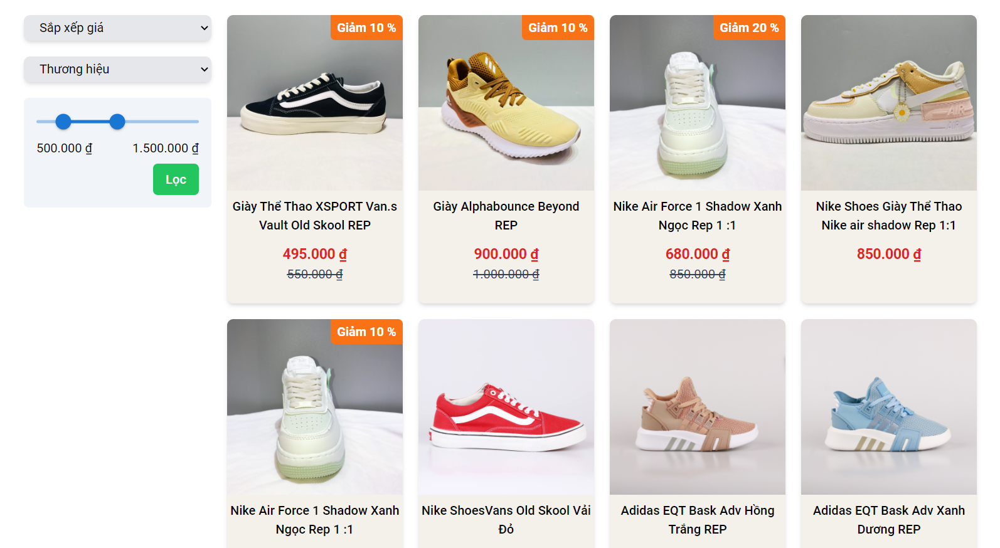 Sắp xếp giá
Thương hiệu
500.000 ₫
1.500.000 ₫
Lọc
Giảm 10 %
Giày Thể Thao XSPORT Van.s
Vault Old Skool REP
495.000 ₫
550.000 ₫
Giảm 10 %
Giày Alphabounce Beyond
REP
900.000 ₫
1.000.000 ₫
Giảm 20 %
Nike Air Force 1 Shadow Xanh
Ngọc Rep 1 :1
680.000 ₫
850.000 ₫
AIR
AIR
Nike Shoes Giày Thể Thao
Nike air shadow Rep 1:1
850.000 ₫
Giảm 10 %
Nike Air Force 1 Shadow Xanh
Ngọc Rep 1 :1
Nike ShoesVans Old Skool Vải
Đỏ
Adidas EQT Bask Adv Hồng
Trắng REP
Adidas EQT Bask Adv Xanh
Dương REP